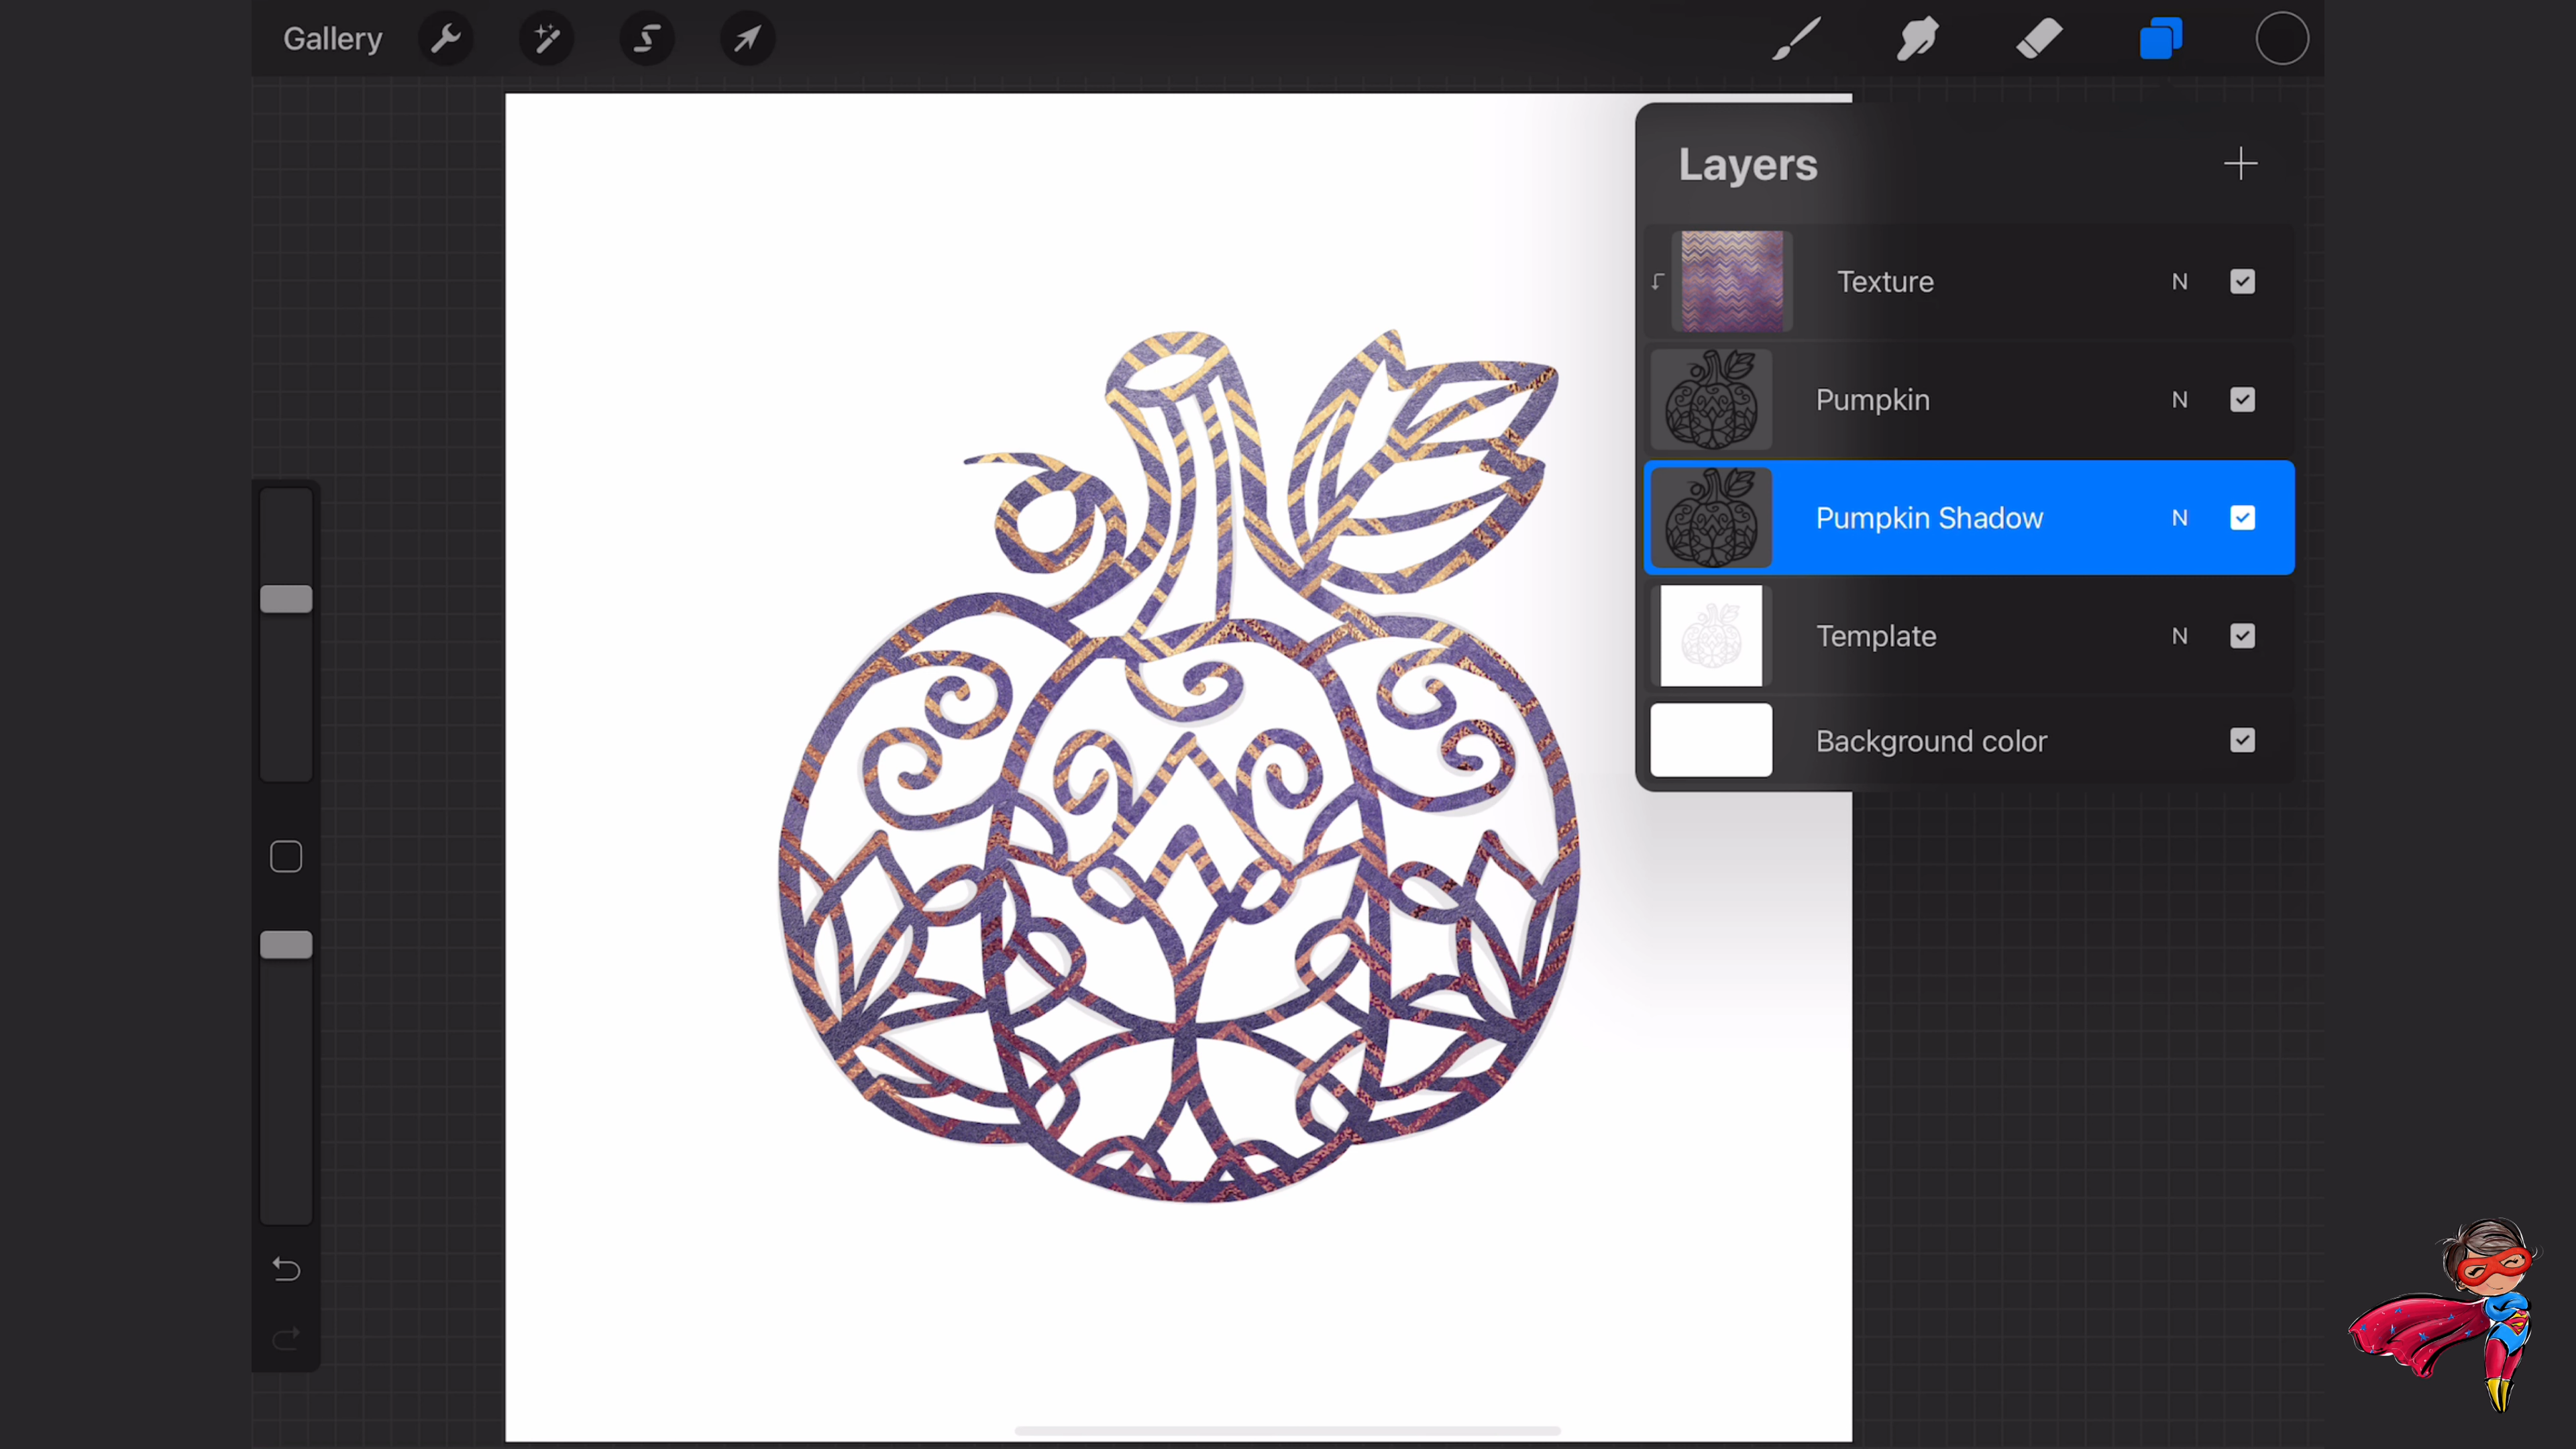 Gallery
Layers
Texture N
Pumpkin N
Pumpkin Shadow N
Template N
Background color